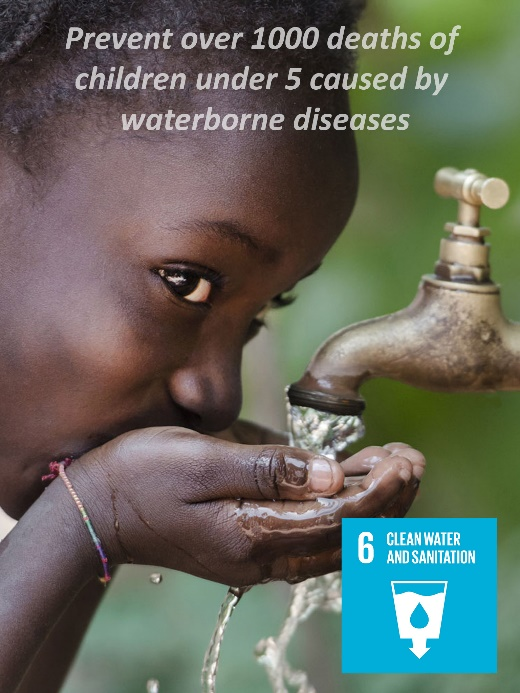 Prevent over 1000 deaths of
children under 5 caused by
waterborne diseases
6 CLEAN WATER
AND SANITATION